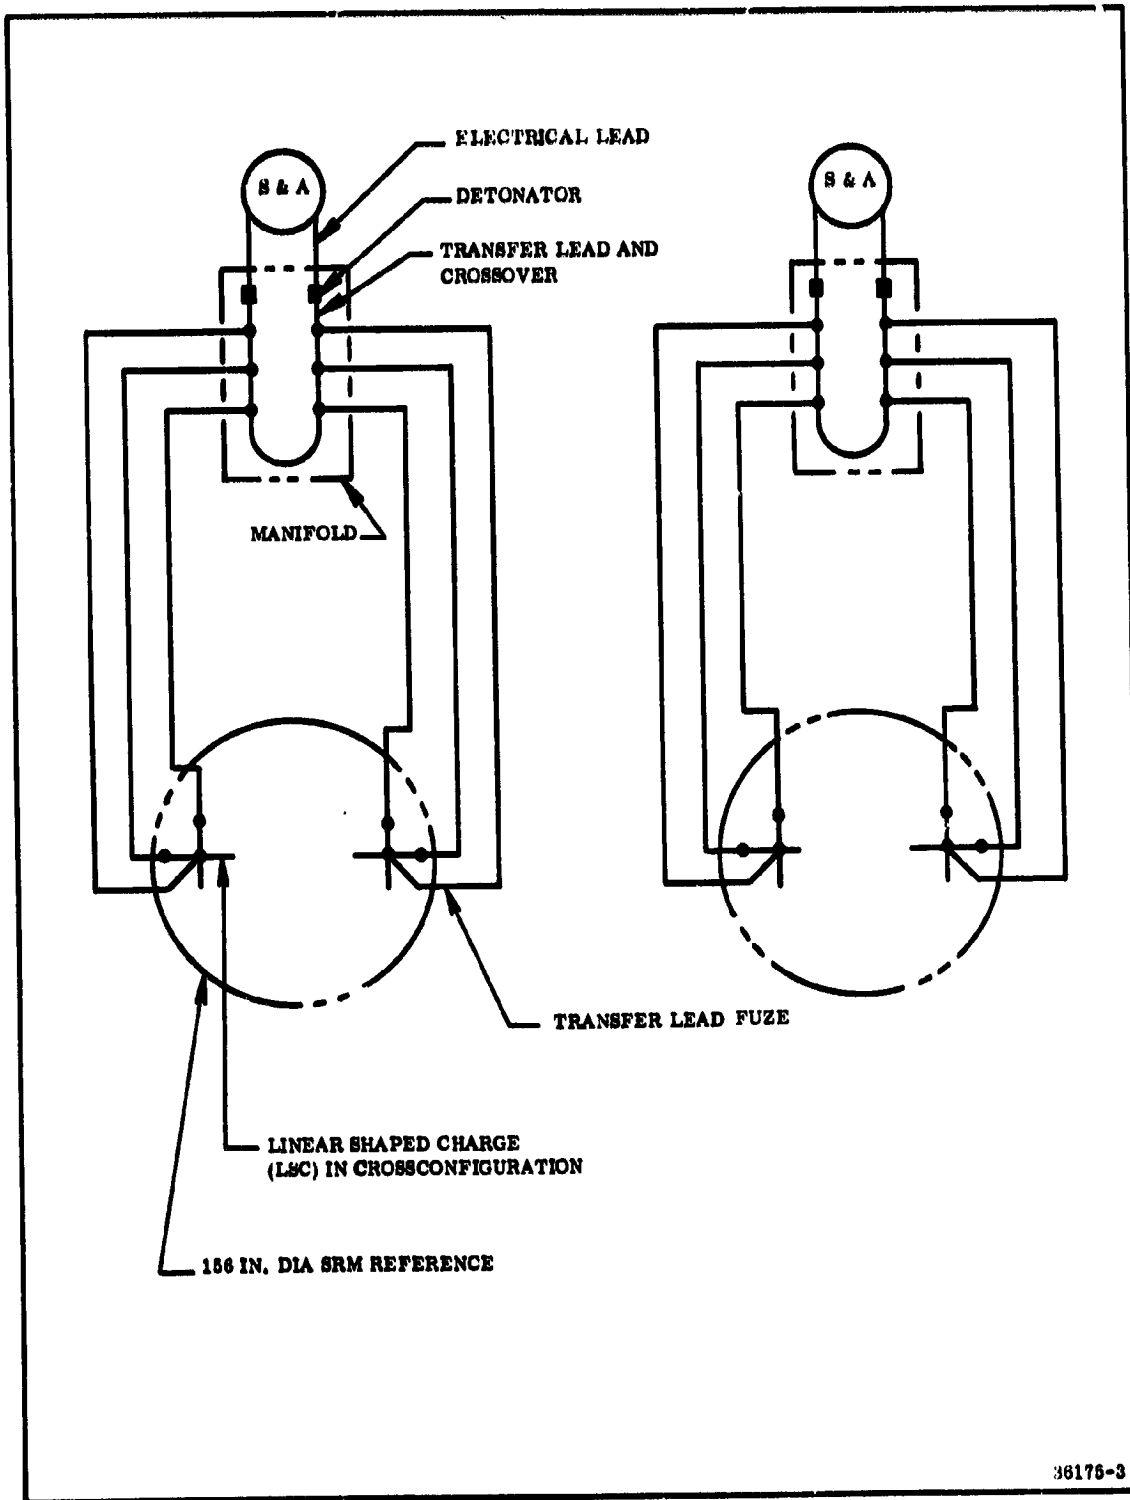 ELECTRICAL LEAD
S & A
S & A
DETONATOR
TRANSFER LEAD AND
CROSSOVER
MANIFOLD
TRANSFER LEAD FUZE
LINEAR SHAPED CHARGE
(LSC) IN CROSSCONFIGURATION
156 IN. DIA SRM REFERENCE
36175-3